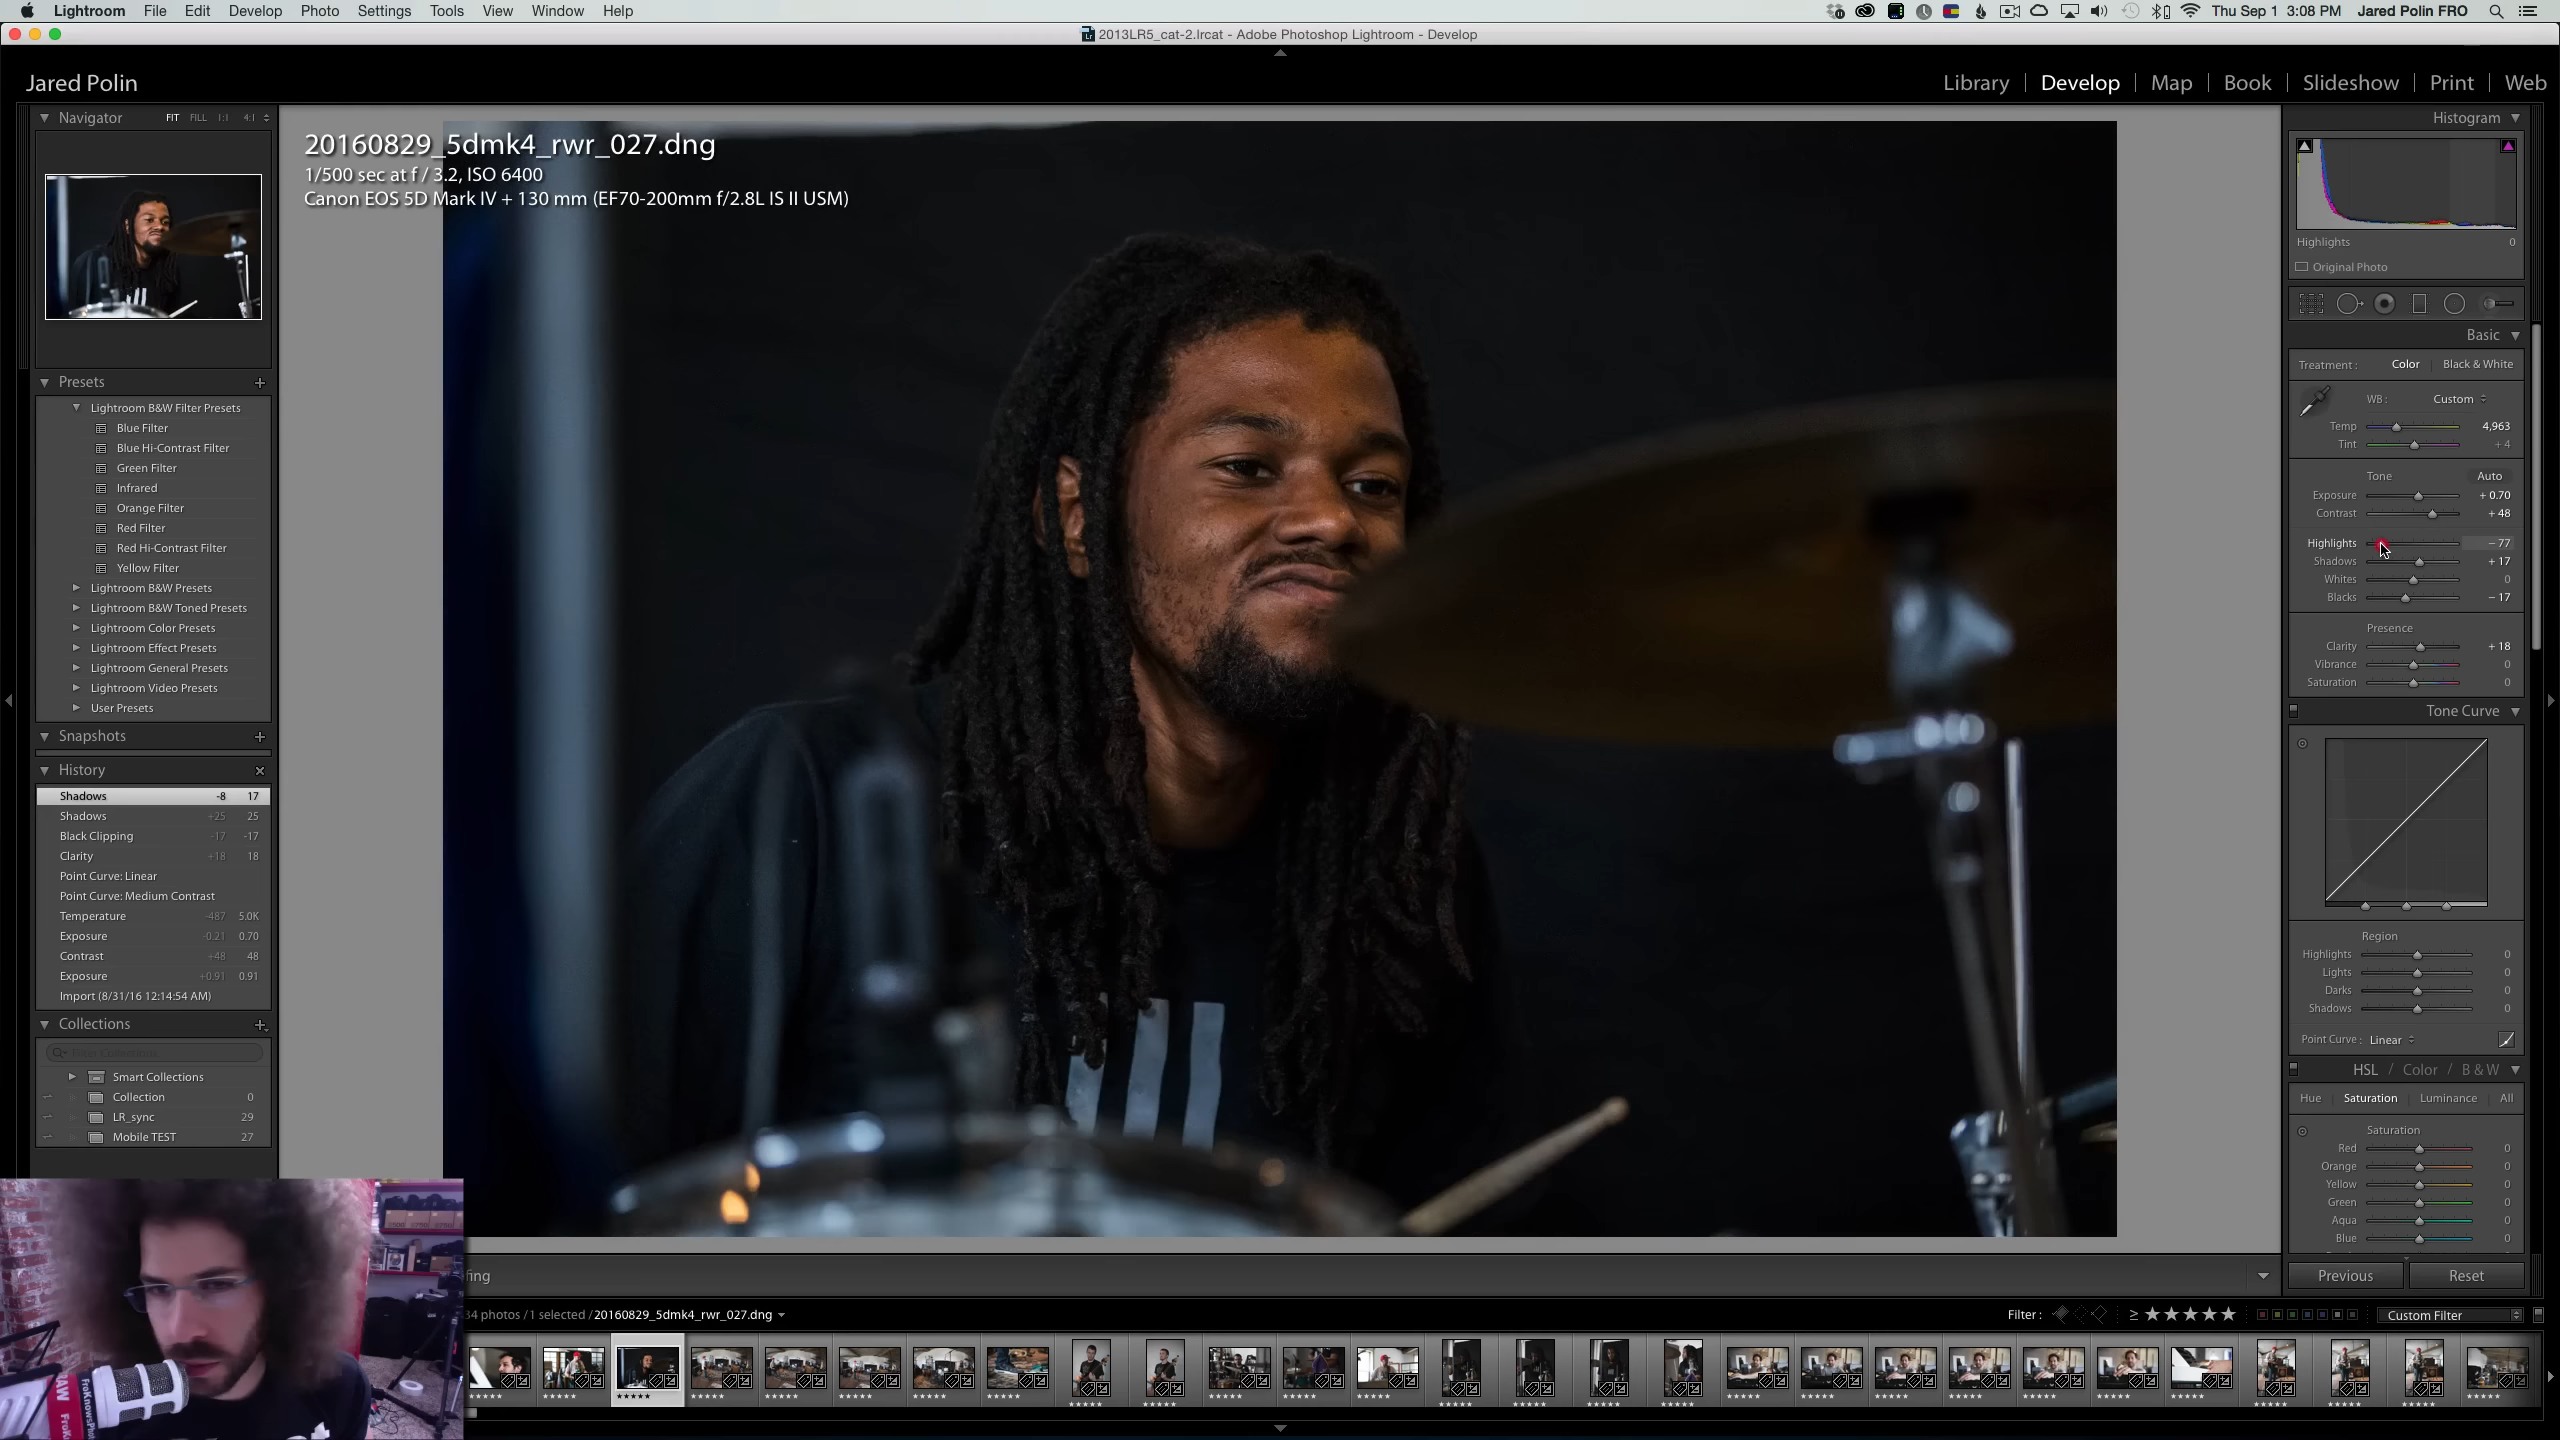 Lightroom File Edit Develop Photo Settings Tools View Window Help
Thu Sep 1 3:08 PM Jared Polin FRO
2013LR5_cat-2.lrcat - Adobe Photoshop Lightroom - Develop
Jared Polin
Library | Develop | Map | Book | Slideshow | Print | Web
Navigator FIT FILL 1:1 4:1
Presets
Lightroom B&W Filter Presets
Blue Filter
Blue Hi-Contrast Filter
Green Filter
Infrared
Orange Filter
Red Filter
Red Hi-Contrast Filter
Yellow Filter
Lightroom B&W Presets
Lightroom B&W Toned Presets
Lightroom Color Presets
Lightroom Effect Presets
Lightroom General Presets
Lightroom Video Presets
User Presets
Snapshots
History
Shadows -8 17
Shadows +25 25
Black Clipping -17 -17
Clarity +18 18
Point Curve: Linear
Point Curve: Medium Contrast
Temperature -487 5.0K
Exposure -0.21 0.70
Contrast +48 48
Exposure +0.91 0.91
Import (8/31/16 12:14:54 AM)
Collections
Filter Collections
Smart Collections
Collection 0
LR_sync 29
Mobile TEST 27
20160829_5dmk4_rwr_027.dng
1/500 sec at f / 3.2, ISO 6400
Canon EOS 5D Mark IV + 130 mm (EF70-200mm f/2.8L IS II USM)
Histogram
Highlights 0
Original Photo
Basic
Treatment : Color | Black & White
WB : Custom
Temp 4,963
Tint + 4
Tone Auto
Exposure + 0.70
Contrast + 48
Highlights − 77
Shadows + 17
Whites 0
Blacks − 17
Presence
Clarity + 18
Vibrance 0
Saturation 0
Tone Curve
Region
Highlights 0
Lights 0
Darks 0
Shadows 0
Point Curve : Linear
HSL / Color / B & W
Hue Saturation Luminance All
Saturation
Red 0
Orange 0
Yellow 0
Green 0
Aqua 0
Blue 0
Previous Reset
fing
34 photos / 1 selected / 20160829_5dmk4_rwr_027.dng
Filter : ≥ ★★★★★ Custom Filter
RAW